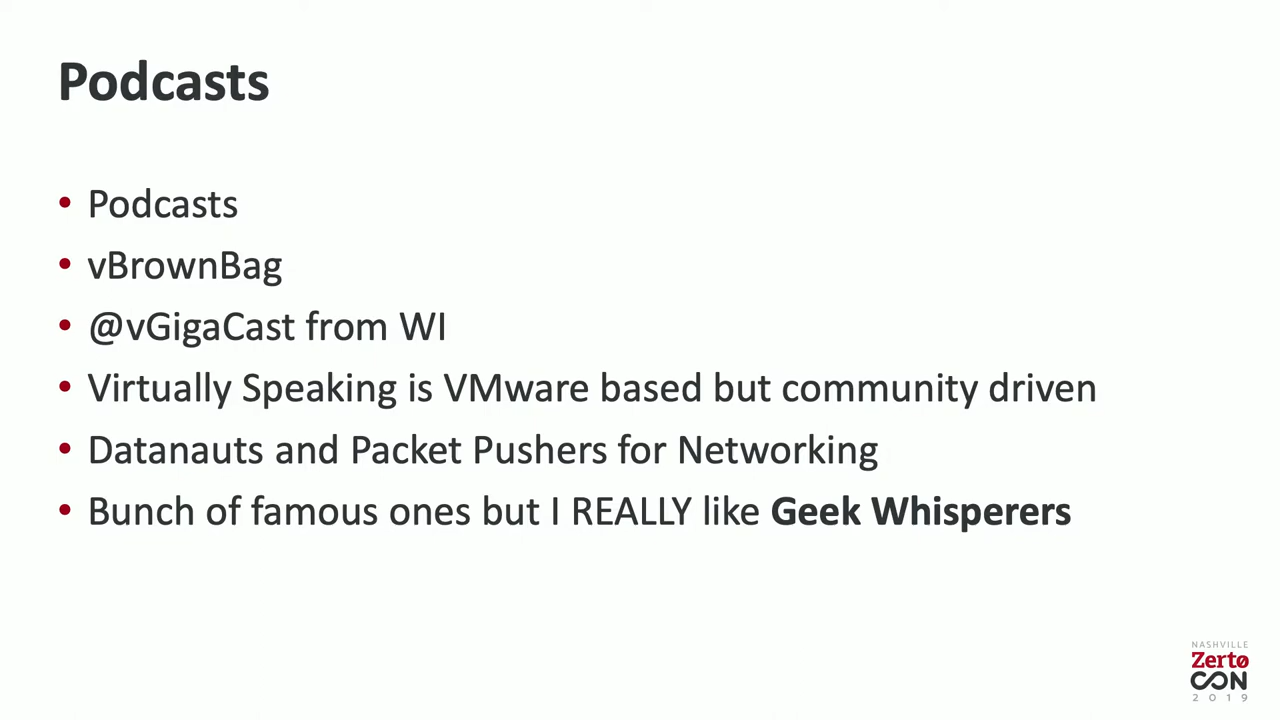 Podcasts
• Podcasts
• vBrownBag
• @vGigaCast from WI
• Virtually Speaking is VMware based but community driven
• Datanauts and Packet Pushers for Networking
• Bunch of famous ones but I REALLY like Geek Whisperers
NASHVILLE
Zerto
CON
2019